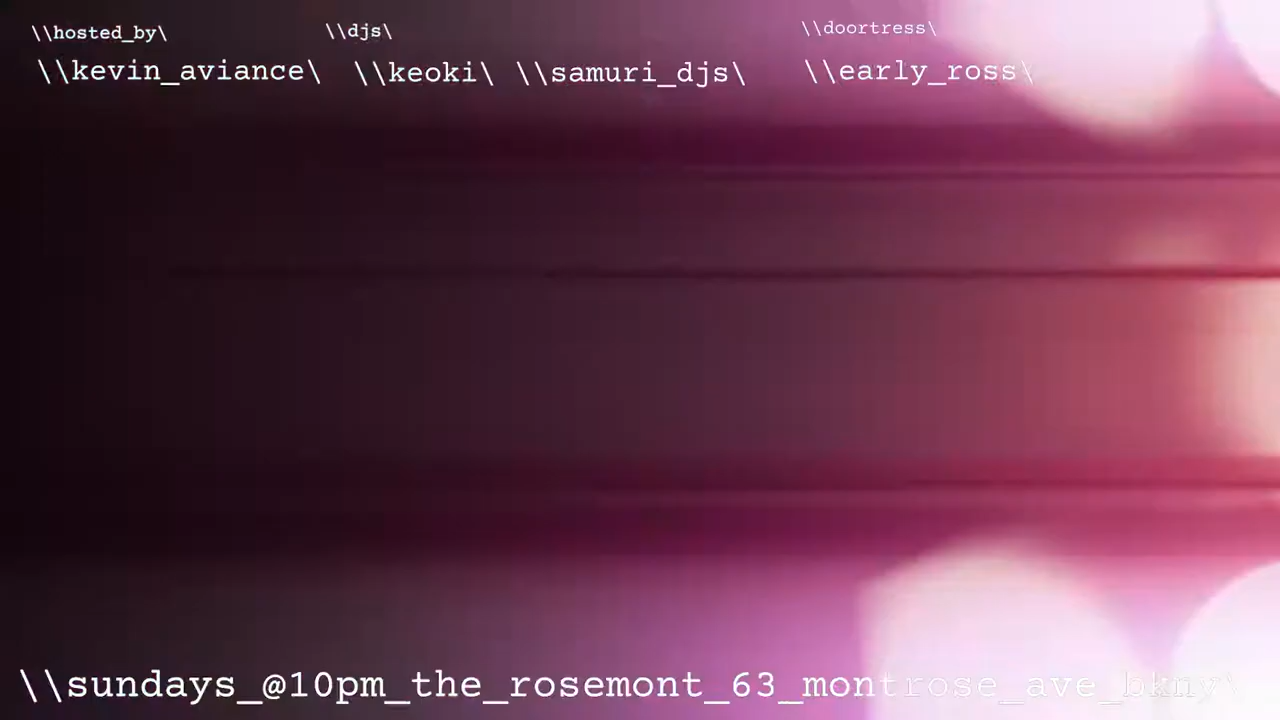 \\hosted_by\ \\djs\ \\doortress\
\\kevin_aviance\ \\keoki\ \\samuri_djs\ \\early_ross\
\\sundays_@10pm_the_rosemont_63_montrose_ave_bkny\